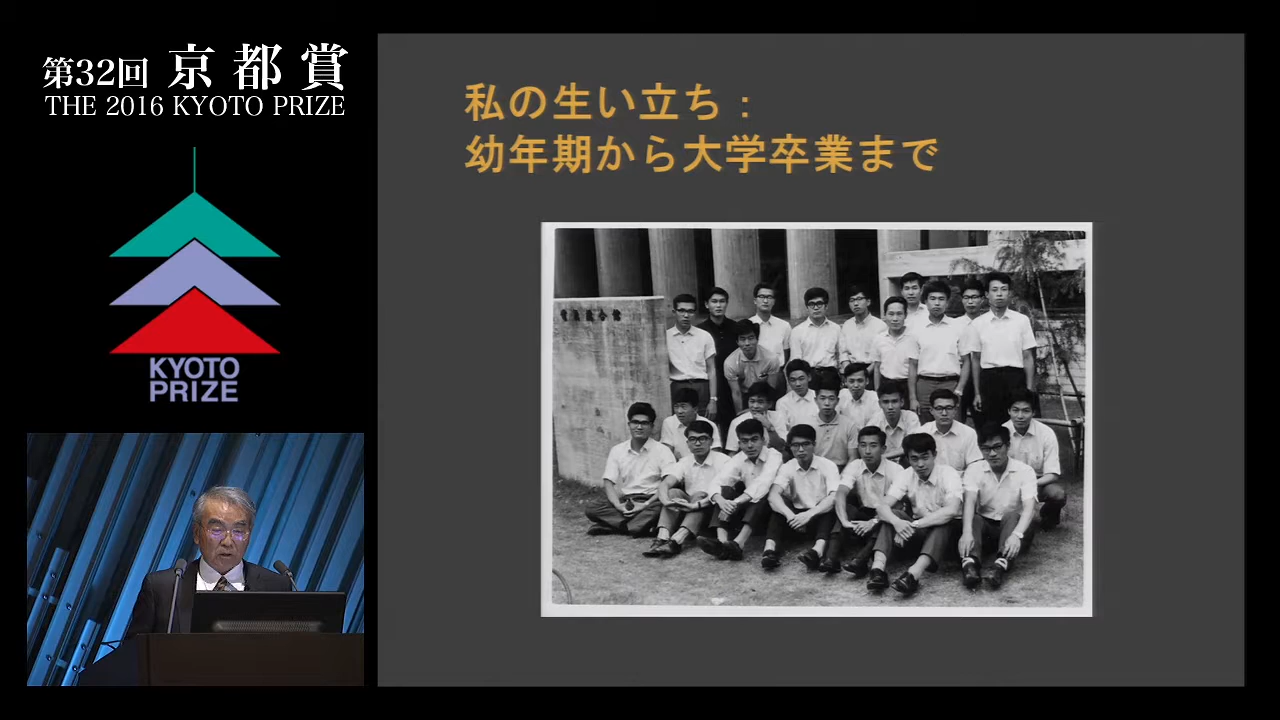 第32回 京都賞
THE 2016 KYOTO PRIZE
KYOTO
PRIZE
私の生い立ち：
幼年期から大学卒業まで